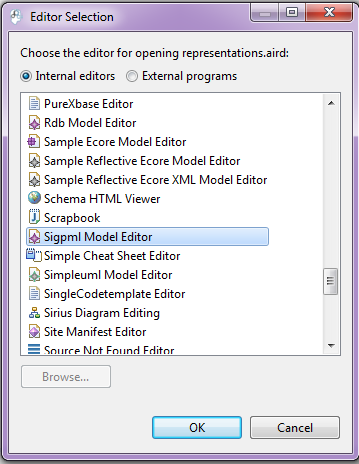 Editor Selection
Choose the editor for opening representations.aird:
Internal editors External programs
PureXbase Editor
Rdb Model Editor
Sample Ecore Model Editor
Sample Reflective Ecore Model Editor
Sample Reflective Ecore XML Model Editor
Schema HTML Viewer
Scrapbook
Sigpml Model Editor
Simple Cheat Sheet Editor
Simpleuml Model Editor
SingleCodetemplate Editor
Sirius Diagram Editing
Site Manifest Editor
Source Not Found Editor
Browse...
OK Cancel